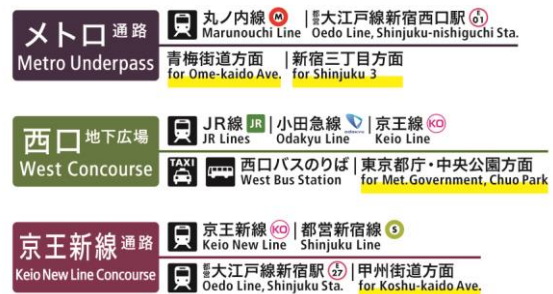 メトロ通路
Metro Underpass
丸ノ内線 M | 都営大江戸線新宿西口駅 E 01
Marunouchi Line | Oedo Line, Shinjuku-nishiguchi Sta.
青梅街道方面 | 新宿三丁目方面
for Ome-kaido Ave. | for Shinjuku 3
西口地下広場
West Concourse
JR線 JR | 小田急線 | 京王線 KO
JR Lines | Odakyu Line | Keio Line
TAXI 西口バスのりば | 東京都庁・中央公園方面
West Bus Station | for Met.Government, Chuo Park
京王新線通路
Keio New Line Concourse
京王新線 KO | 都営新宿線 S
Keio New Line | Shinjuku Line
都営大江戸線新宿駅 E 27 | 甲州街道方面
Oedo Line, Shinjuku Sta. | for Koshu-kaido Ave.